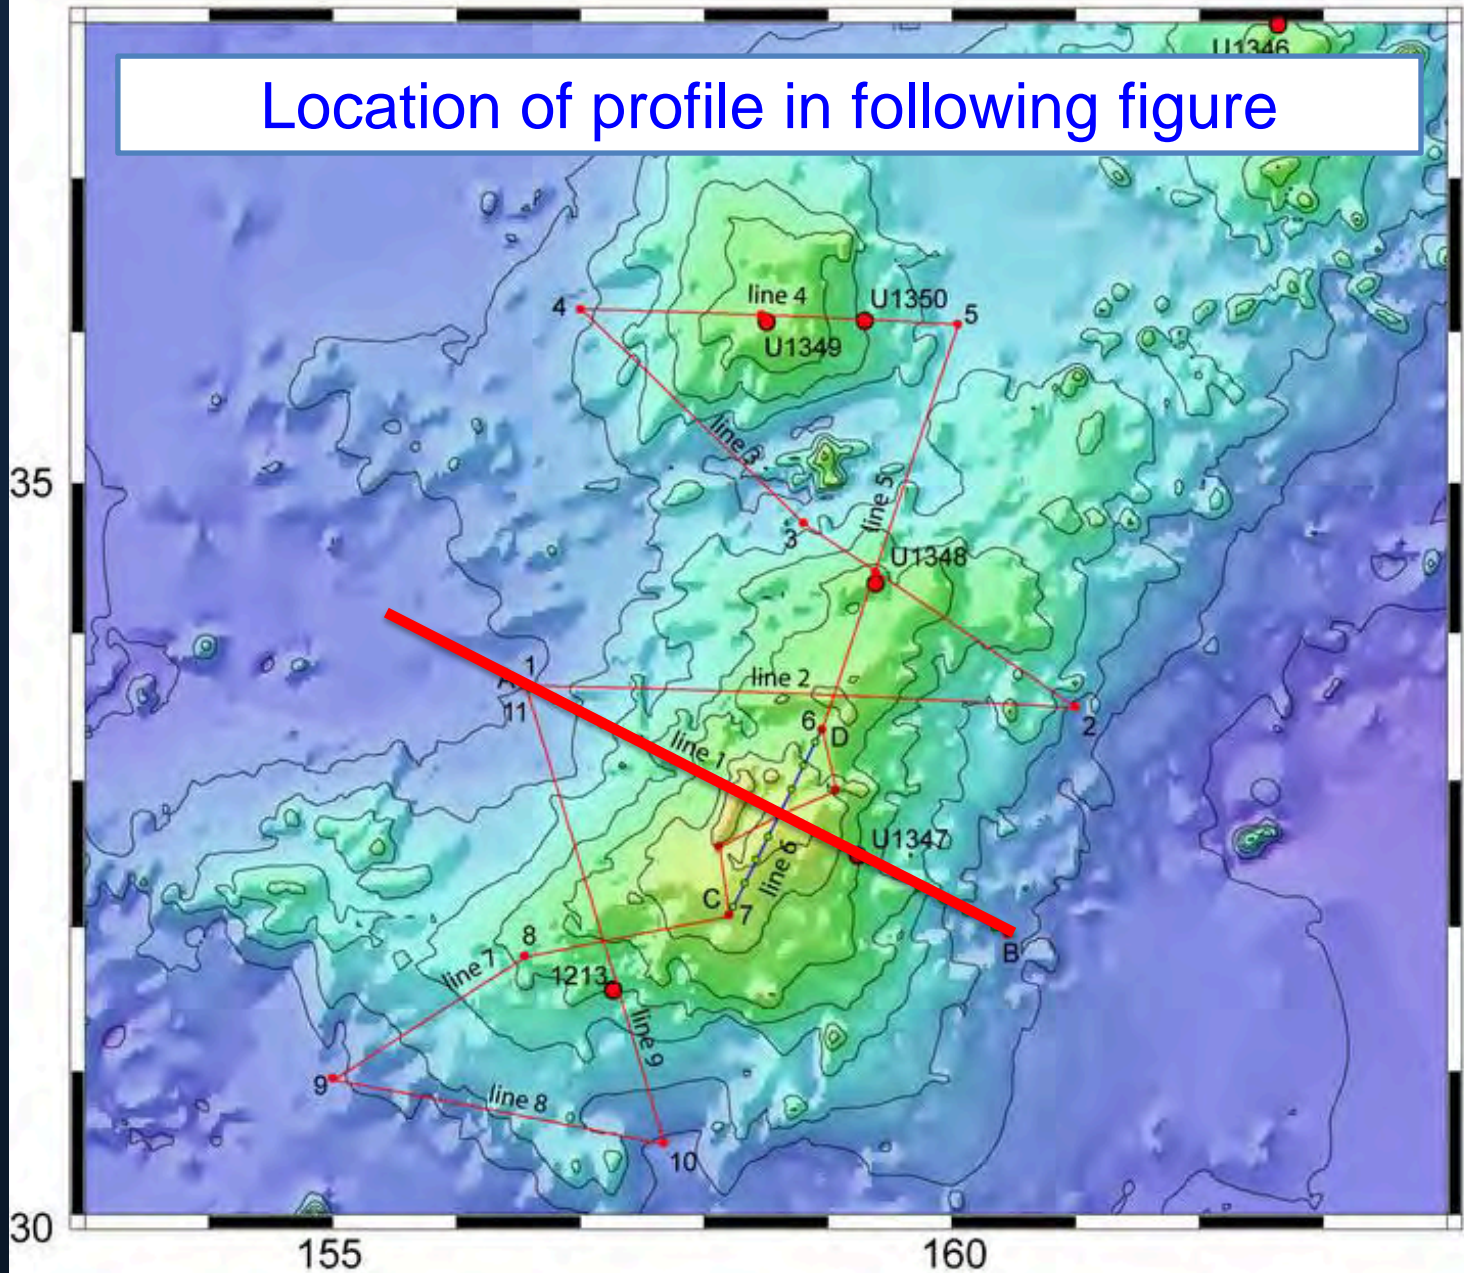 U1346
Location of profile in following figure
4
line 4
U1350
5
U1349
line 3
35
line 5
3
U1348
1
A
line 2
11
2
6
D
line 1
U1347
line 6
C
7
8
B
line 7
1213
line 9
9
line 8
10
30
155
160